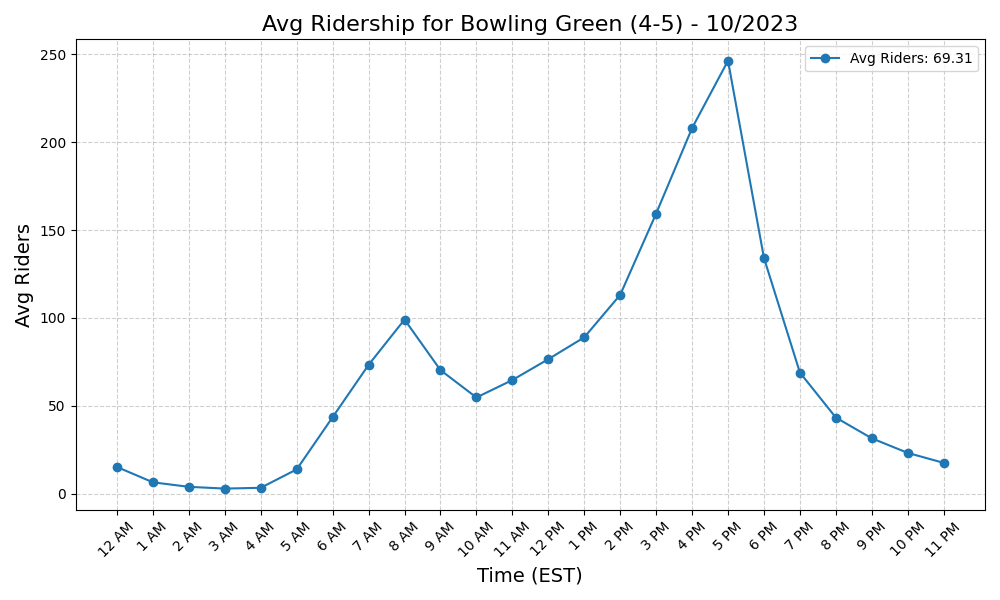 Avg Ridership for Bowling Green (4-5) - 10/2023
Avg Riders: 69.31
250
200
150
100
50
0
Avg Riders
12 AM
1 AM
2 AM
3 AM
4 AM
5 AM
6 AM
7 AM
8 AM
9 AM
10 AM
11 AM
12 PM
1 PM
2 PM
3 PM
4 PM
5 PM
6 PM
7 PM
8 PM
9 PM
10 PM
11 PM
Time (EST)